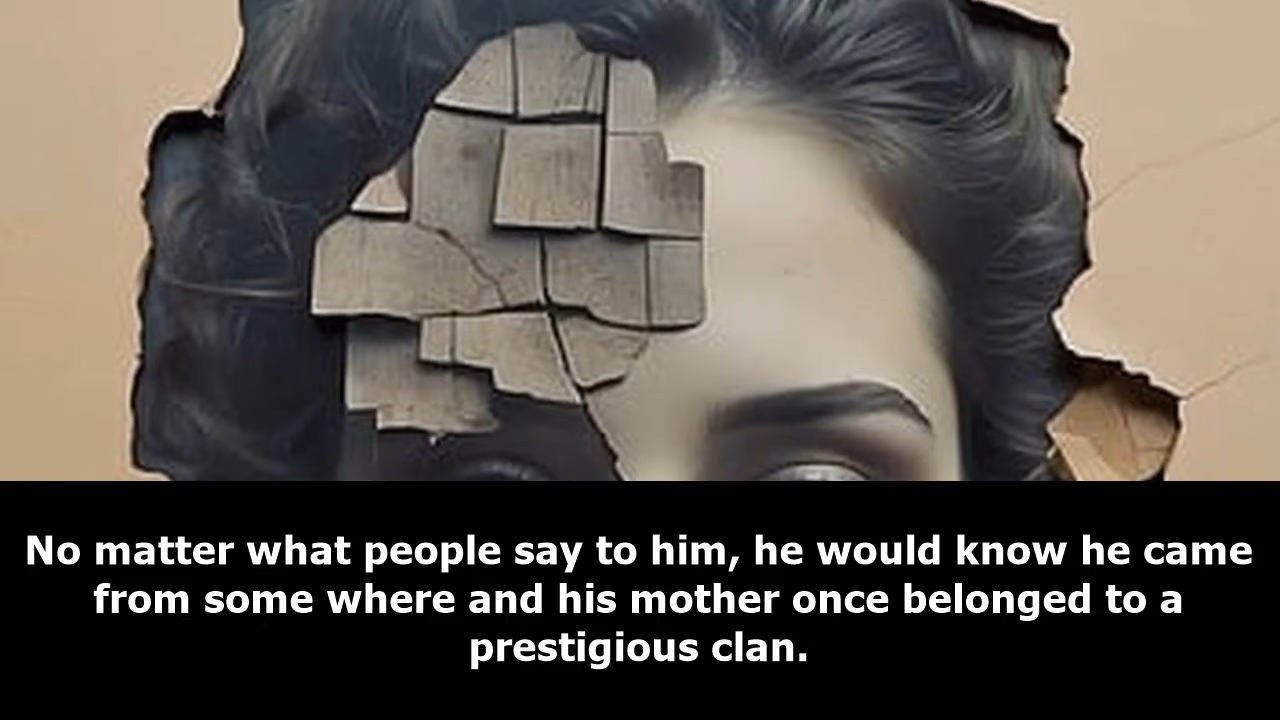 No matter what people say to him, he would know he came
from some where and his mother once belonged to a
prestigious clan.